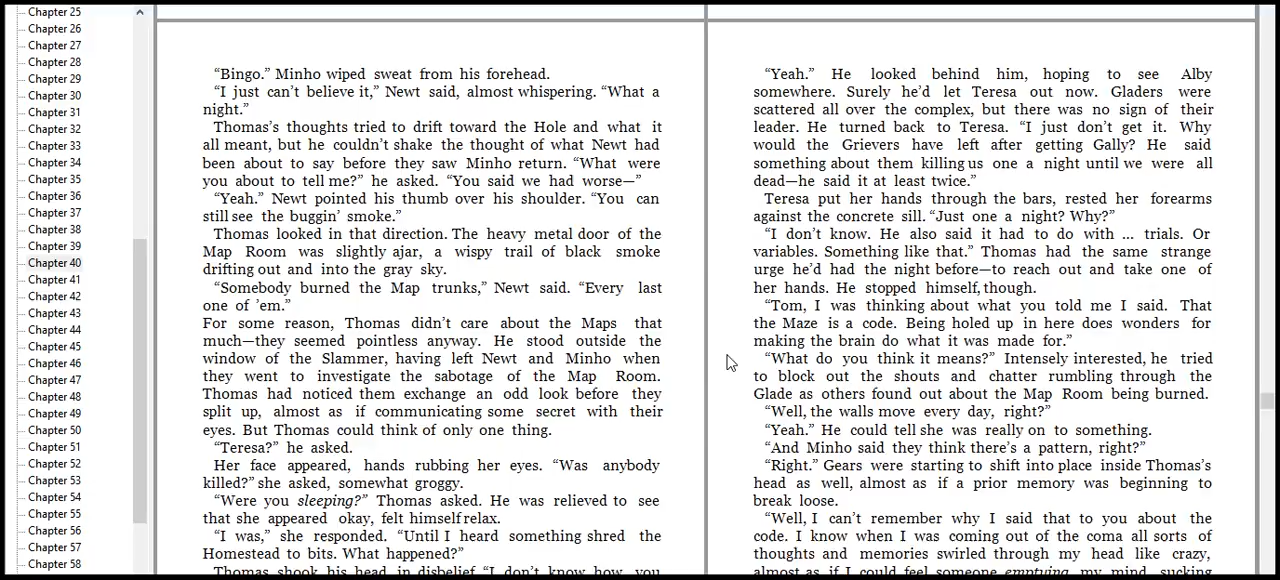 Chapter 25
Chapter 26
Chapter 27
Chapter 28
Chapter 29
Chapter 30
Chapter 31
Chapter 32
Chapter 33
Chapter 34
Chapter 35
Chapter 36
Chapter 37
Chapter 38
Chapter 39
Chapter 40
Chapter 41
Chapter 42
Chapter 43
Chapter 44
Chapter 45
Chapter 46
Chapter 47
Chapter 48
Chapter 49
Chapter 50
Chapter 51
Chapter 52
Chapter 53
Chapter 54
Chapter 55
Chapter 56
Chapter 57
Chapter 58
“Bingo.” Minho wiped sweat from his forehead.
“I just can’t believe it,” Newt said, almost whispering. “What a
night.”
Thomas’s thoughts tried to drift toward the Hole and what it
all meant, but he couldn’t shake the thought of what Newt had
been about to say before they saw Minho return. “What were
you about to tell me?” he asked. “You said we had worse—”
“Yeah.” Newt pointed his thumb over his shoulder. “You can
still see the buggin’ smoke.”
Thomas looked in that direction. The heavy metal door of the
Map Room was slightly ajar, a wispy trail of black smoke
drifting out and into the gray sky.
“Somebody burned the Map trunks,” Newt said. “Every last
one of ’em.”
For some reason, Thomas didn’t care about the Maps that
much—they seemed pointless anyway. He stood outside the
window of the Slammer, having left Newt and Minho when
they went to investigate the sabotage of the Map Room.
Thomas had noticed them exchange an odd look before they
split up, almost as if communicating some secret with their
eyes. But Thomas could think of only one thing.
“Teresa?” he asked.
Her face appeared, hands rubbing her eyes. “Was anybody
killed?” she asked, somewhat groggy.
“Were you sleeping?” Thomas asked. He was relieved to see
that she appeared okay, felt himself relax.
“I was,” she responded. “Until I heard something shred the
Homestead to bits. What happened?”
Thomas shook his head in disbelief. “I don’t know how you
“Yeah.” He looked behind him, hoping to see Alby
somewhere. Surely he’d let Teresa out now. Gladers were
scattered all over the complex, but there was no sign of their
leader. He turned back to Teresa. “I just don’t get it. Why
would the Grievers have left after getting Gally? He said
something about them killing us one a night until we were all
dead—he said it at least twice.”
Teresa put her hands through the bars, rested her forearms
against the concrete sill. “Just one a night? Why?”
“I don’t know. He also said it had to do with ... trials. Or
variables. Something like that.” Thomas had the same strange
urge he’d had the night before—to reach out and take one of
her hands. He stopped himself, though.
“Tom, I was thinking about what you told me I said. That
the Maze is a code. Being holed up in here does wonders for
making the brain do what it was made for.”
“What do you think it means?” Intensely interested, he tried
to block out the shouts and chatter rumbling through the
Glade as others found out about the Map Room being burned.
“Well, the walls move every day, right?”
“Yeah.” He could tell she was really on to something.
“And Minho said they think there’s a pattern, right?”
“Right.” Gears were starting to shift into place inside Thomas’s
head as well, almost as if a prior memory was beginning to
break loose.
“Well, I can’t remember why I said that to you about the
code. I know when I was coming out of the coma all sorts of
thoughts and memories swirled through my head like crazy,
almost as if I could feel someone emptying my mind, sucking